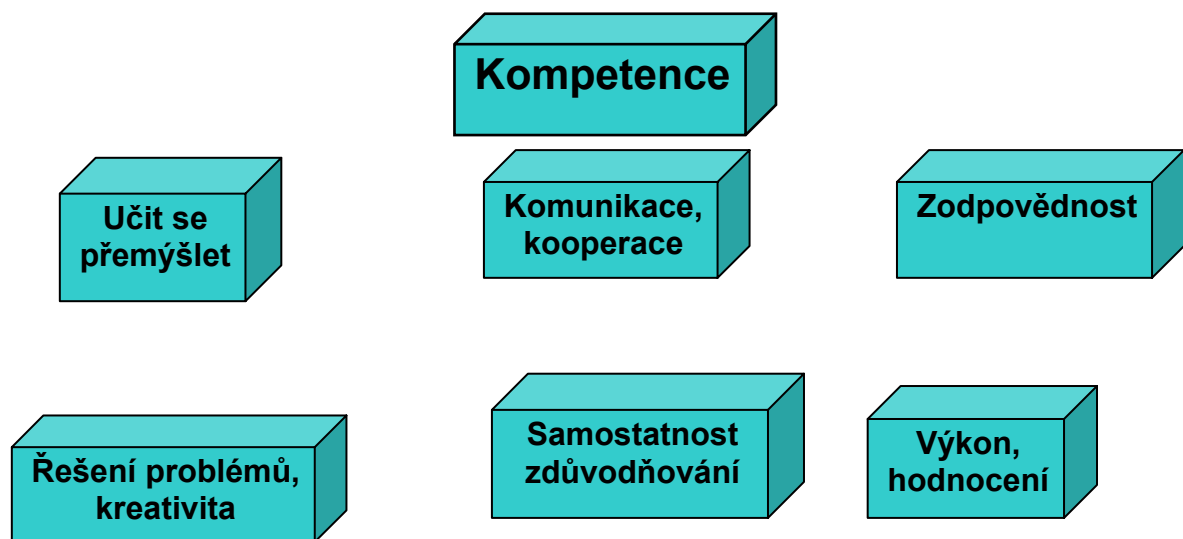 Kompetence
Učit se
přemýšlet
Komunikace,
kooperace
Zodpovědnost
Řešení problémů,
kreativita
Samostatnost
zdůvodňování
Výkon,
hodnocení